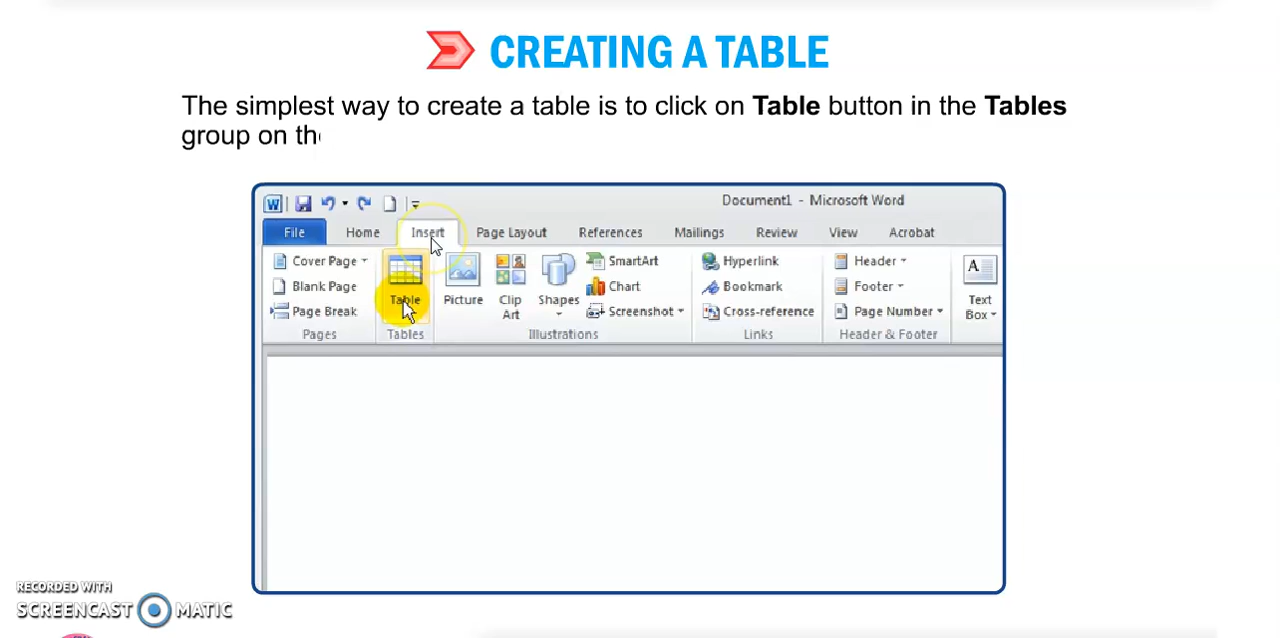 CREATING A TABLE
The simplest way to create a table is to click on Table button in the Tables
group on th
Document1 - Microsoft Word
File Home Insert Page Layout References Mailings Review View Acrobat
Cover Page
Blank Page
Page Break
Pages
Table
Tables
Picture
Clip
Art
Shapes
SmartArt
Chart
Screenshot
Illustrations
Hyperlink
Bookmark
Cross-reference
Links
Header
Footer
Page Number
Header & Footer
A
Text
Box
RECORDED WITH
SCREENCAST MATIC